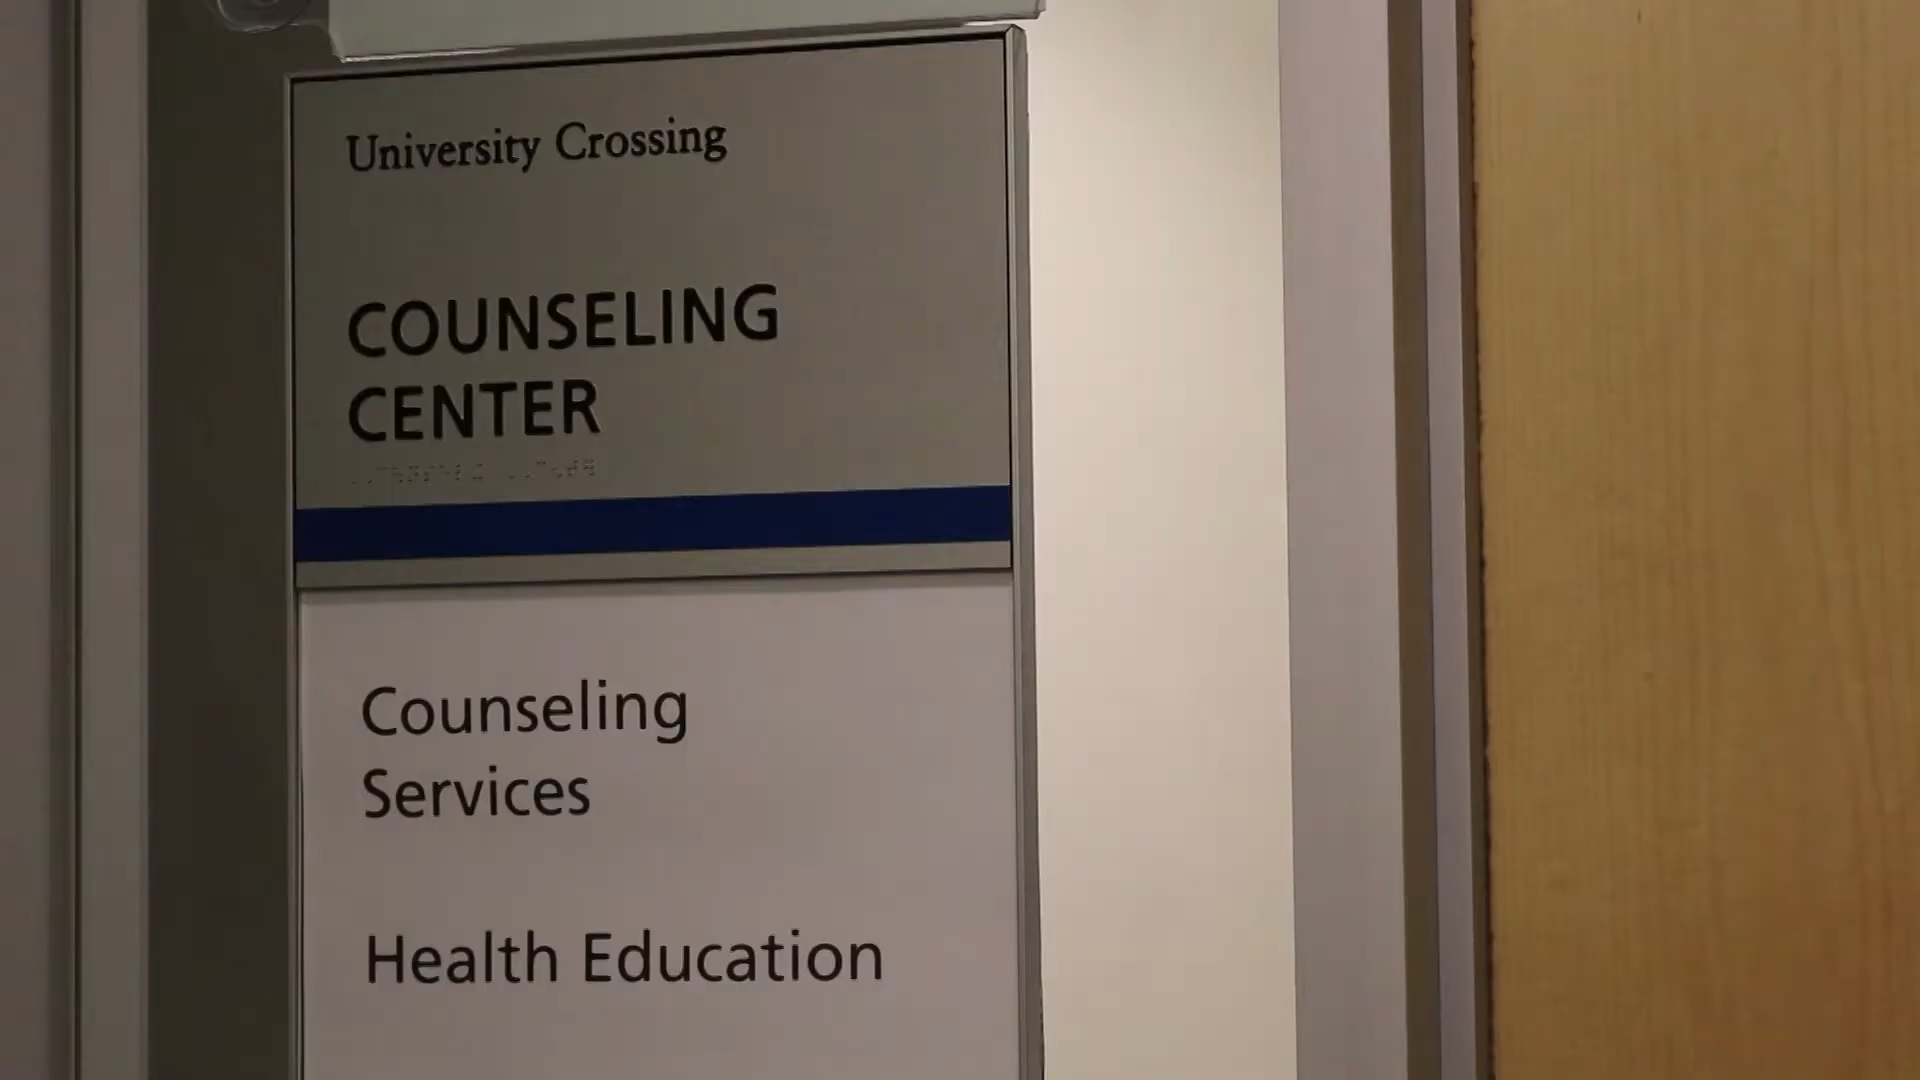 University Crossing
COUNSELING
CENTER
Counseling
Services
Health Education